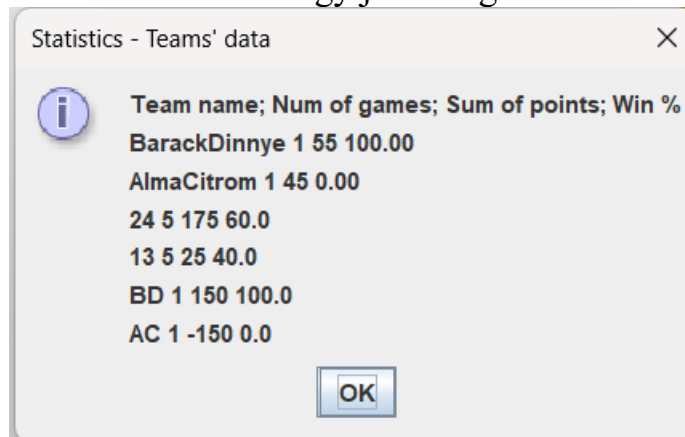 Statistics - Teams' data
Team name; Num of games; Sum of points; Win %
BarackDinnye 1 55 100.00
AlmaCitrom 1 45 0.00
24 5 175 60.0
13 5 25 40.0
BD 1 150 100.0
AC 1 -150 0.0
OK